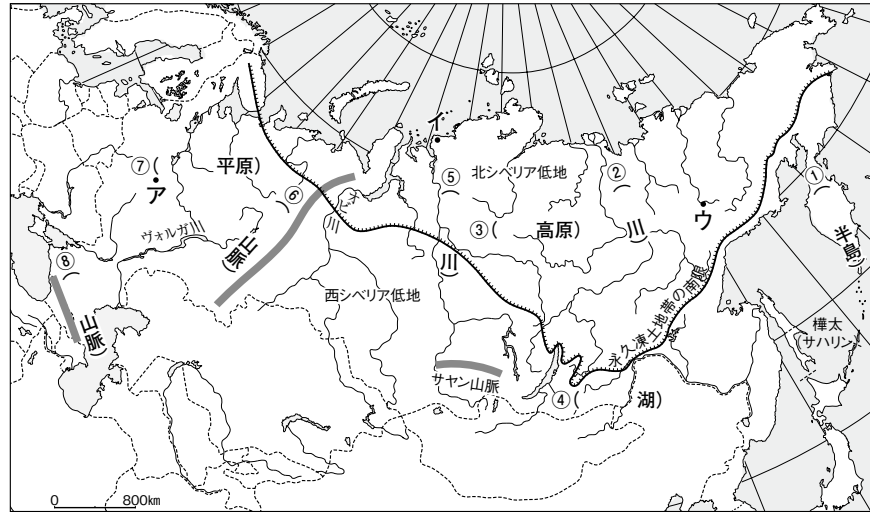 イ
⑦( 平原)
ア
⑥( 山脈)
⑤( 川)
北シベリア低地
②( 川)
ウ
①( 半島)
③( 高原)
川
ヴォルガ川
⑧( 山脈)
西シベリア低地
永久凍土地帯の南限
樺太
(サハリン)
サヤン山脈
④( 湖)
0 800km